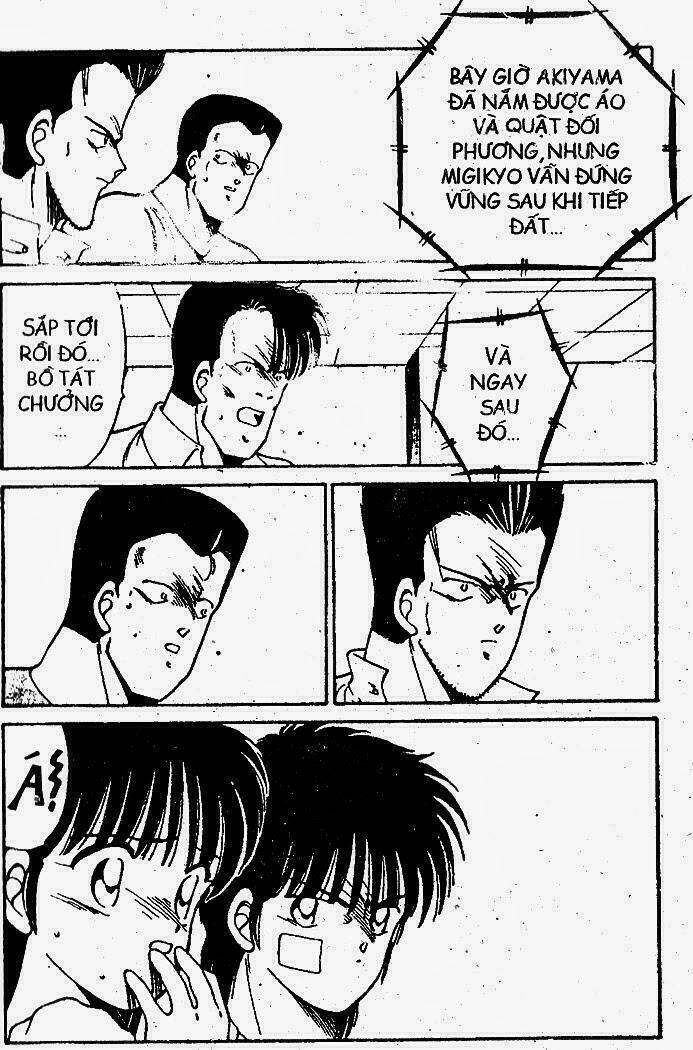 BÂY GIỜ AKIYAMA
ĐÃ NẮM ĐƯỢC ÁO
VÀ QUẬT ĐỐI
PHƯƠNG, NHƯNG
MIGIKYO VẪN ĐỨNG
VỮNG SAU KHI TIẾP
ĐẤT...
SẮP TỚI
RỒI ĐÓ...
BỒ TÁT
CHƯỞNG
...
VÀ
NGAY
SAU
ĐÓ...
Á!